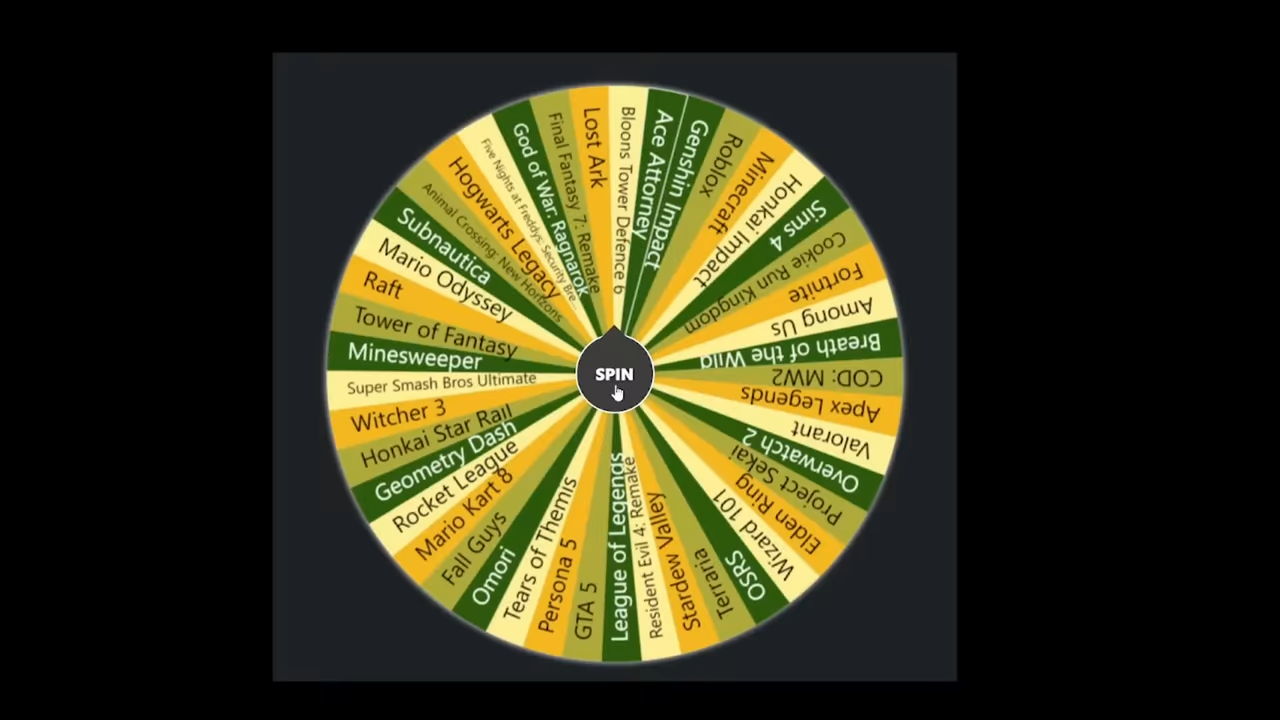 Bloons Tower Defence 6
Ace Attorney
Genshin Impact
Roblox
Minecraft
Honkai Impact
Sims 4
Cookie Run Kingdom
Fortnite
Among Us
Breath of the Wild
COD: MW2
Apex Legends
Valorant
Overwatch 2
Project Sekai
Elden Ring
Wizard 101
OSRS
Terraria
Stardew Valley
Resident Evil 4: Remake
League of Legends
GTA 5
Persona 5
Tears of Themis
Omori
Fall Guys
Mario Kart 8
Rocket League
Geometry Dash
Honkai Star Rail
Witcher 3
Super Smash Bros Ultimate
Minesweeper
Tower of Fantasy
Raft
Mario Odyssey
Subnautica
Animal Crossing: New Horizons
Hogwarts Legacy
Five Nights at Freddys: Security Bre...
God of War: Ragnarok
Final Fantasy 7: Remake
Lost Ark
SPIN